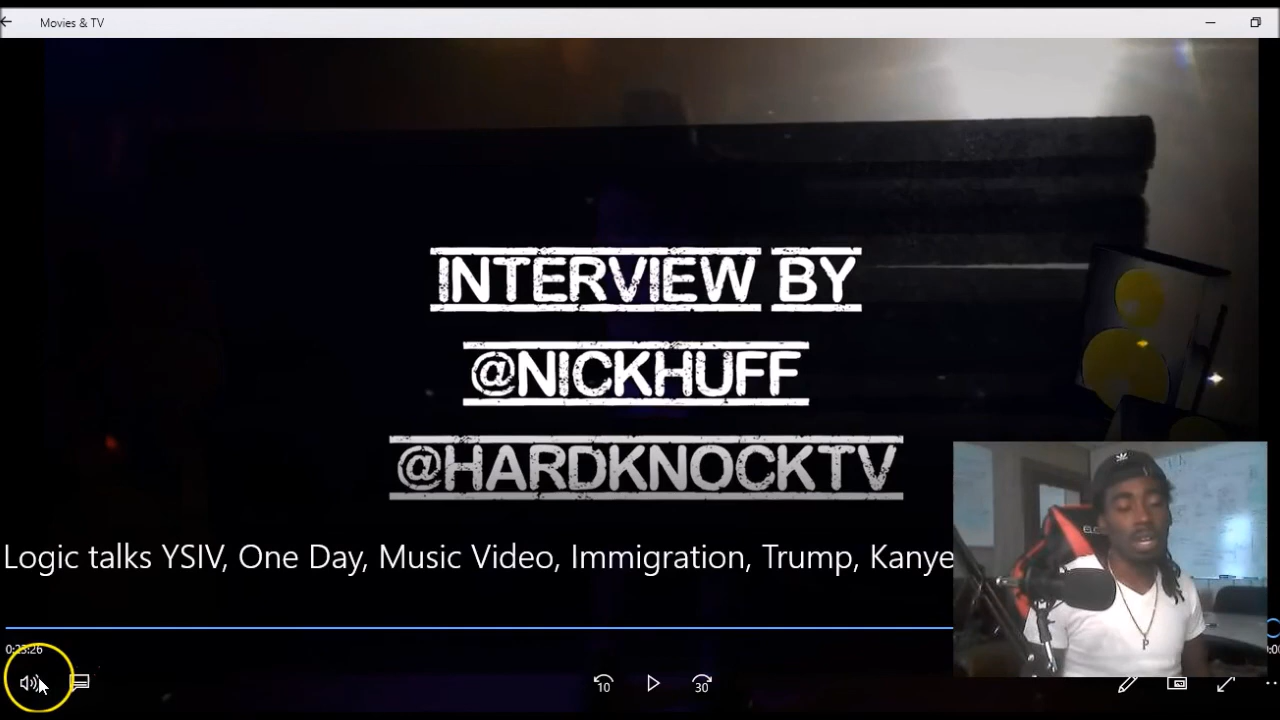 Movies & TV
INTERVIEW BY
@NICKHUFF
@HARDKNOCKTV
Logic talks YSIV, One Day, Music Video, Immigration, Trump, Kanye
0:23:26
10
30
P